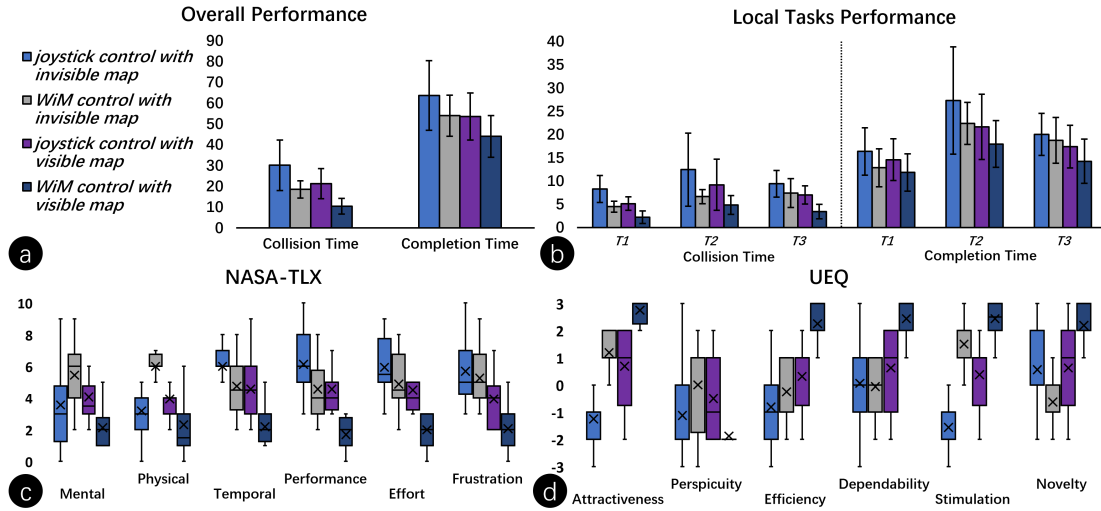 Overall Performance
joystick control with
invisible map
WiM control with
invisible map
joystick control with
visible map
WiM control with
visible map
90
80
70
60
50
40
30
20
10
0
Collision Time
Completion Time
a
Local Tasks Performance
40
35
30
25
20
15
10
5
0
T1
T2
T3
T1
T2
T3
Collision Time
Completion Time
b
NASA-TLX
10
8
6
4
2
0
Mental
Physical
Temporal
Performance
Effort
Frustration
c
UEQ
3
2
1
0
-1
-2
-3
Attractiveness
Perspicuity
Efficiency
Dependability
Stimulation
Novelty
d